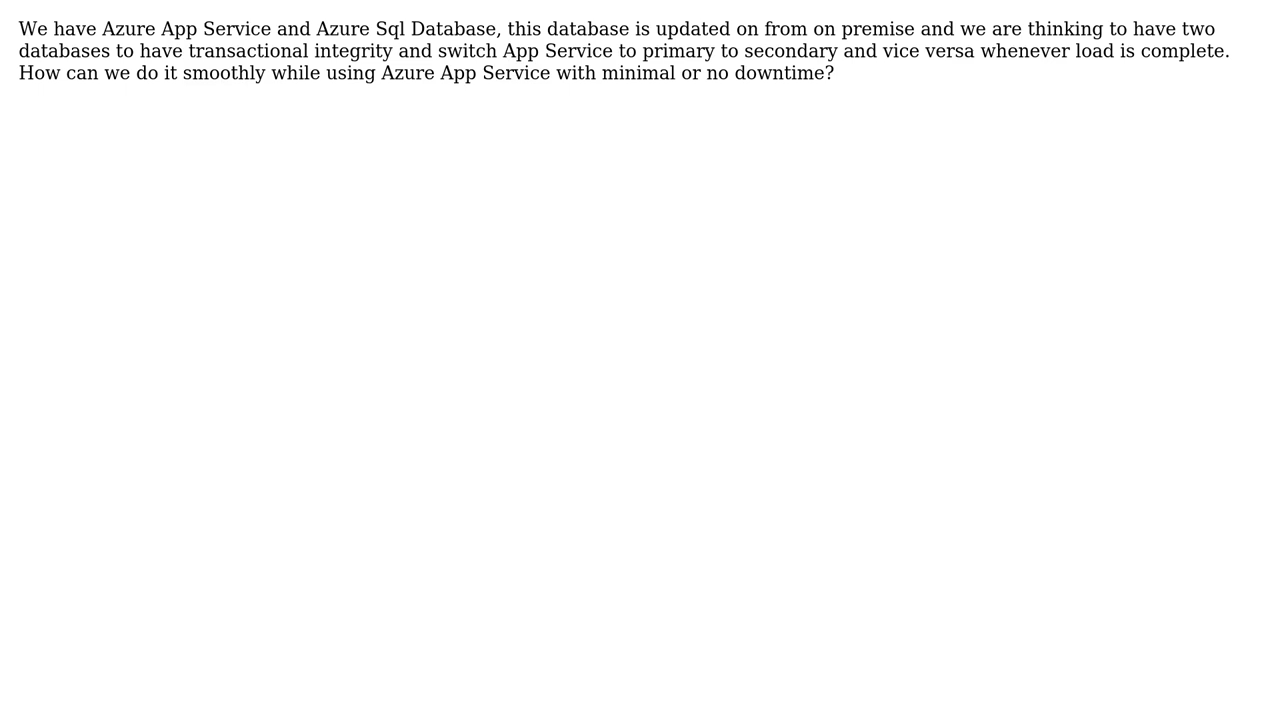 We have Azure App Service and Azure Sql Database, this database is updated on from on premise and we are thinking to have two
databases to have transactional integrity and switch App Service to primary to secondary and vice versa whenever load is complete.
How can we do it smoothly while using Azure App Service with minimal or no downtime?